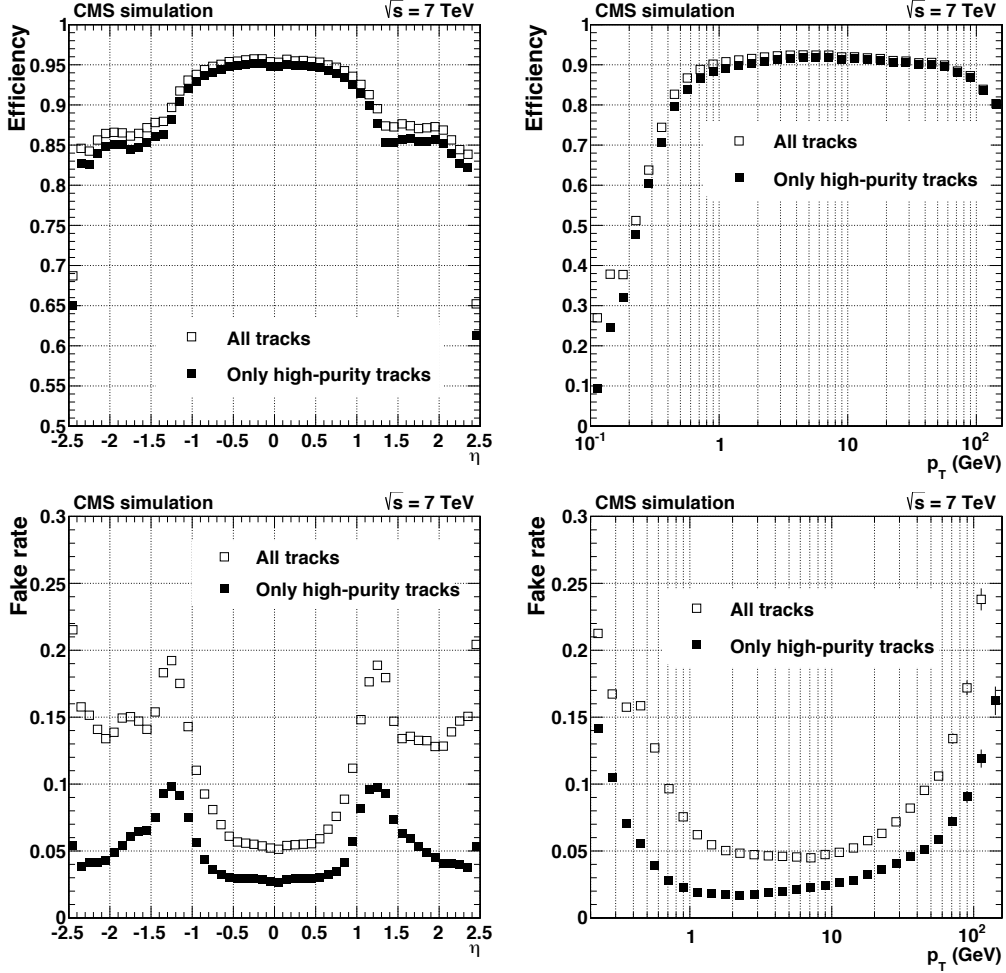 CMS simulation
√s = 7 TeV
Efficiency
1
0.95
0.9
0.85
0.8
0.75
0.7
0.65
0.6
0.55
0.5
All tracks
Only high-purity tracks
-2.5 -2 -1.5 -1 -0.5 0 0.5 1 1.5 2 2.5
η
CMS simulation
√s = 7 TeV
Efficiency
1
0.9
0.8
0.7
0.6
0.5
0.4
0.3
0.2
0.1
0
All tracks
Only high-purity tracks
10⁻¹ 1 10 10²
p_T (GeV)
CMS simulation
√s = 7 TeV
Fake rate
0.3
0.25
0.2
0.15
0.1
0.05
0
All tracks
Only high-purity tracks
-2.5 -2 -1.5 -1 -0.5 0 0.5 1 1.5 2 2.5
η
CMS simulation
√s = 7 TeV
Fake rate
0.3
0.25
0.2
0.15
0.1
0.05
0
All tracks
Only high-purity tracks
1 10 10²
p_T (GeV)